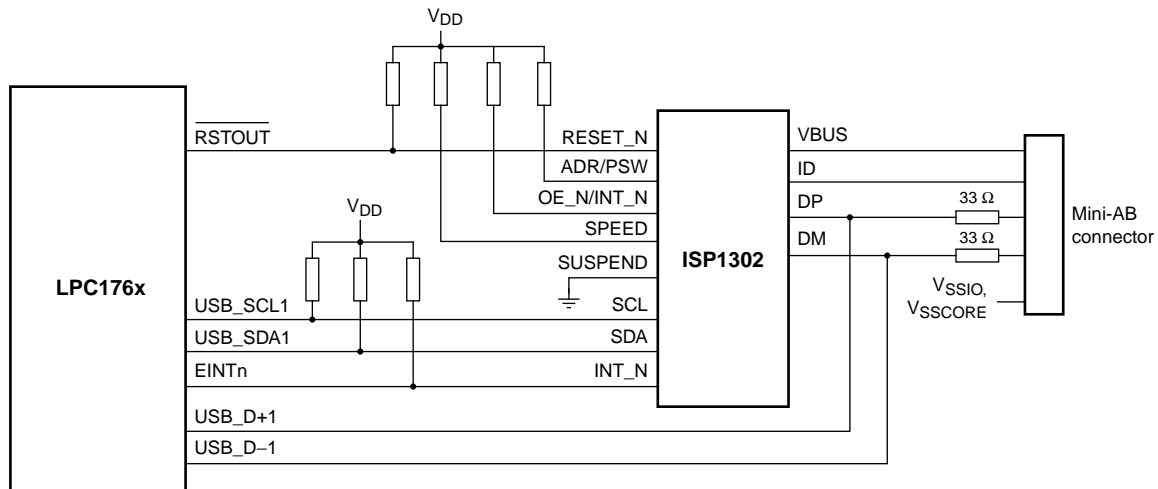 VDD
RSTOUT
RESET_N
VBUS
ADR/PSW
ID
OE_N/INT_N
DP
33 Ω
VDD
SPEED
DM
33 Ω
Mini-AB
connector
LPC176x
SUSPEND
ISP1302
VSSIO,
VSSCORE
USB_SCL1
SCL
USB_SDA1
SDA
EINTn
INT_N
USB_D+1
USB_D−1